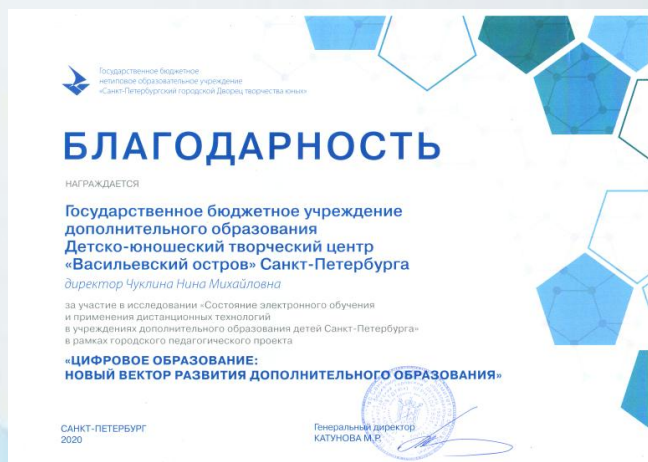 Государственное бюджетное
нетиповое образовательное учреждение
«Санкт-Петербургский городской Дворец творчества юных»
БЛАГОДАРНОСТЬ
НАГРАЖДАЕТСЯ
Государственное бюджетное учреждение
дополнительного образования
Детско-юношеский творческий центр
«Васильевский остров» Санкт-Петербурга
директор Чуклина Нина Михайловна
за участие в исследовании «Состояние электронного обучения
и применения дистанционных технологий
в учреждениях дополнительного образования детей Санкт-Петербурга»
в рамках городского педагогического проекта
«ЦИФРОВОЕ ОБРАЗОВАНИЕ:
НОВЫЙ ВЕКТОР РАЗВИТИЯ ДОПОЛНИТЕЛЬНОГО ОБРАЗОВАНИЯ»
САНКТ-ПЕТЕРБУРГ
2020
Генеральный директор
КАТУНОВА М.Р.